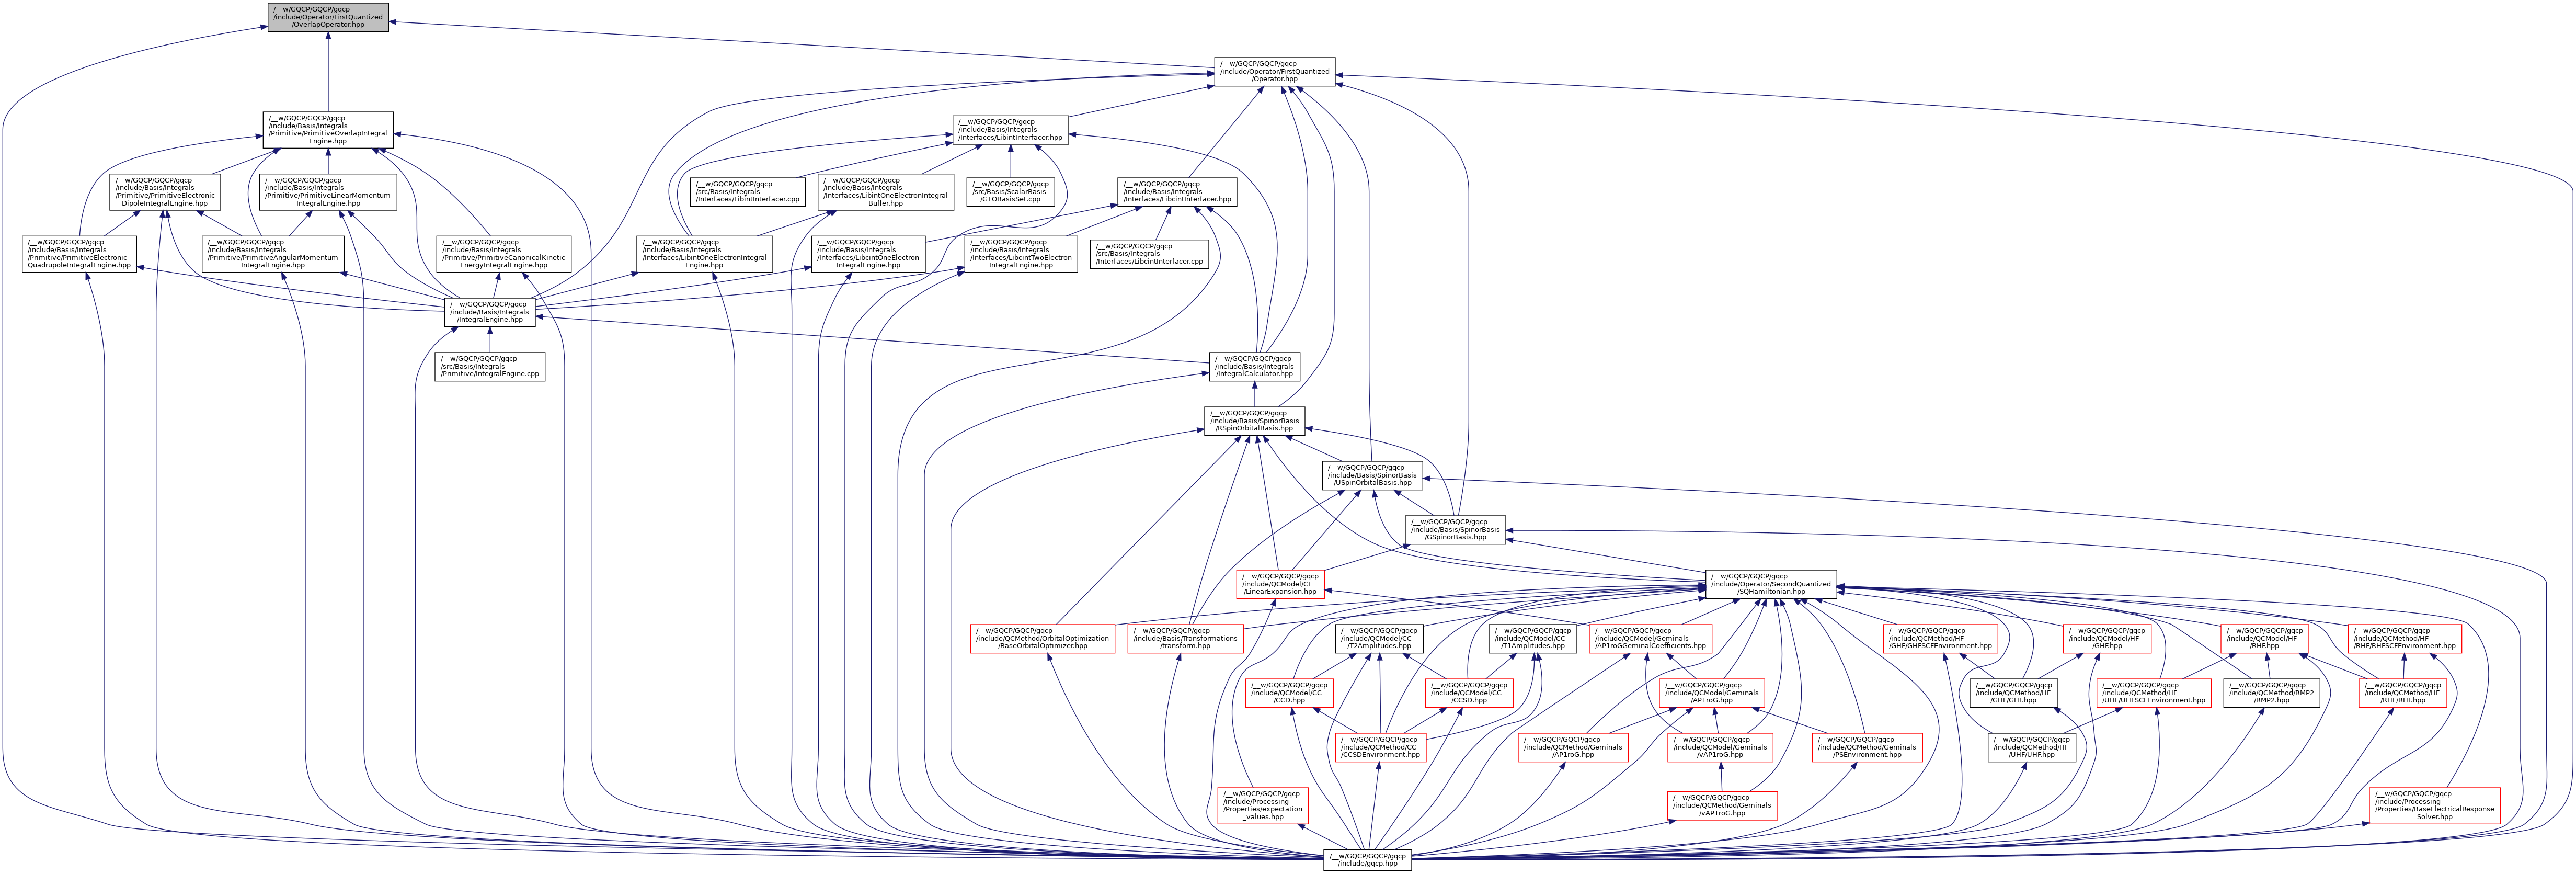 /__w/GQCP/GQCP/gqcp
/include/Operator/FirstQuantized
/OverlapOperator.hpp
/__w/GQCP/GQCP/gqcp
/include/Operator/FirstQuantized
/Operator.hpp
/__w/GQCP/GQCP/gqcp
/include/Basis/Integrals
/Primitive/PrimitiveOverlapIntegral
Engine.hpp
/__w/GQCP/GQCP/gqcp
/include/Basis/Integrals
/Interfaces/LibintInterfacer.hpp
/__w/GQCP/GQCP/gqcp
/include/Basis/Integrals
/Primitive/PrimitiveElectronic
DipoleIntegralEngine.hpp
/__w/GQCP/GQCP/gqcp
/include/Basis/Integrals
/Primitive/PrimitiveLinearMomentum
IntegralEngine.hpp
/__w/GQCP/GQCP/gqcp
/src/Basis/Integrals
/Interfaces/LibintInterfacer.cpp
/__w/GQCP/GQCP/gqcp
/include/Basis/Integrals
/Interfaces/LibintOneElectronIntegral
Buffer.hpp
/__w/GQCP/GQCP/gqcp
/src/Basis/ScalarBasis
/GTOBasisSet.cpp
/__w/GQCP/GQCP/gqcp
/include/Basis/Integrals
/Interfaces/LibcintInterfacer.hpp
/__w/GQCP/GQCP/gqcp
/include/Basis/Integrals
/Primitive/PrimitiveElectronic
QuadrupoleIntegralEngine.hpp
/__w/GQCP/GQCP/gqcp
/include/Basis/Integrals
/Primitive/PrimitiveAngularMomentum
IntegralEngine.hpp
/__w/GQCP/GQCP/gqcp
/include/Basis/Integrals
/Primitive/PrimitiveCanonicalKinetic
EnergyIntegralEngine.hpp
/__w/GQCP/GQCP/gqcp
/include/Basis/Integrals
/Interfaces/LibintOneElectronIntegral
Engine.hpp
/__w/GQCP/GQCP/gqcp
/include/Basis/Integrals
/Interfaces/LibcintOneElectron
IntegralEngine.hpp
/__w/GQCP/GQCP/gqcp
/include/Basis/Integrals
/Interfaces/LibcintTwoElectron
IntegralEngine.hpp
/__w/GQCP/GQCP/gqcp
/src/Basis/Integrals
/Interfaces/LibcintInterfacer.cpp
/__w/GQCP/GQCP/gqcp
/include/Basis/Integrals
/IntegralEngine.hpp
/__w/GQCP/GQCP/gqcp
/src/Basis/Integrals
/Primitive/IntegralEngine.cpp
/__w/GQCP/GQCP/gqcp
/include/Basis/Integrals
/IntegralCalculator.hpp
/__w/GQCP/GQCP/gqcp
/include/Basis/SpinorBasis
/RSpinOrbitalBasis.hpp
/__w/GQCP/GQCP/gqcp
/include/Basis/SpinorBasis
/USpinOrbitalBasis.hpp
/__w/GQCP/GQCP/gqcp
/include/Basis/SpinorBasis
/GSpinorBasis.hpp
/__w/GQCP/GQCP/gqcp
/include/QCModel/CI
/LinearExpansion.hpp
/__w/GQCP/GQCP/gqcp
/include/Operator/SecondQuantized
/SQHamiltonian.hpp
/__w/GQCP/GQCP/gqcp
/include/QCMethod/OrbitalOptimization
/BaseOrbitalOptimizer.hpp
/__w/GQCP/GQCP/gqcp
/include/Basis/Transformations
/transform.hpp
/__w/GQCP/GQCP/gqcp
/include/QCModel/CC
/T2Amplitudes.hpp
/__w/GQCP/GQCP/gqcp
/include/QCModel/CC
/T1Amplitudes.hpp
/__w/GQCP/GQCP/gqcp
/include/QCModel/Geminals
/AP1roGGeminalCoefficients.hpp
/__w/GQCP/GQCP/gqcp
/include/QCMethod/HF
/GHF/GHFSCFEnvironment.hpp
/__w/GQCP/GQCP/gqcp
/include/QCModel/HF
/GHF.hpp
/__w/GQCP/GQCP/gqcp
/include/QCModel/HF
/RHF.hpp
/__w/GQCP/GQCP/gqcp
/include/QCMethod/HF
/RHF/RHFSCFEnvironment.hpp
/__w/GQCP/GQCP/gqcp
/include/QCModel/CC
/CCD.hpp
/__w/GQCP/GQCP/gqcp
/include/QCModel/CC
/CCSD.hpp
/__w/GQCP/GQCP/gqcp
/include/QCModel/Geminals
/AP1roG.hpp
/__w/GQCP/GQCP/gqcp
/include/QCMethod/HF
/GHF/GHF.hpp
/__w/GQCP/GQCP/gqcp
/include/QCMethod/HF
/UHF/UHFSCFEnvironment.hpp
/__w/GQCP/GQCP/gqcp
/include/QCMethod/RMP2
/RMP2.hpp
/__w/GQCP/GQCP/gqcp
/include/QCMethod/HF
/RHF/RHF.hpp
/__w/GQCP/GQCP/gqcp
/include/QCMethod/CC
/CCSDEnvironment.hpp
/__w/GQCP/GQCP/gqcp
/include/QCMethod/Geminals
/AP1roG.hpp
/__w/GQCP/GQCP/gqcp
/include/QCModel/Geminals
/vAP1roG.hpp
/__w/GQCP/GQCP/gqcp
/include/QCMethod/Geminals
/PSEnvironment.hpp
/__w/GQCP/GQCP/gqcp
/include/QCMethod/HF
/UHF/UHF.hpp
/__w/GQCP/GQCP/gqcp
/include/Processing
/Properties/expectation
_values.hpp
/__w/GQCP/GQCP/gqcp
/include/QCMethod/Geminals
/vAP1roG.hpp
/__w/GQCP/GQCP/gqcp
/include/Processing
/Properties/BaseElectricalResponse
Solver.hpp
/__w/GQCP/GQCP/gqcp
/include/gqcp.hpp